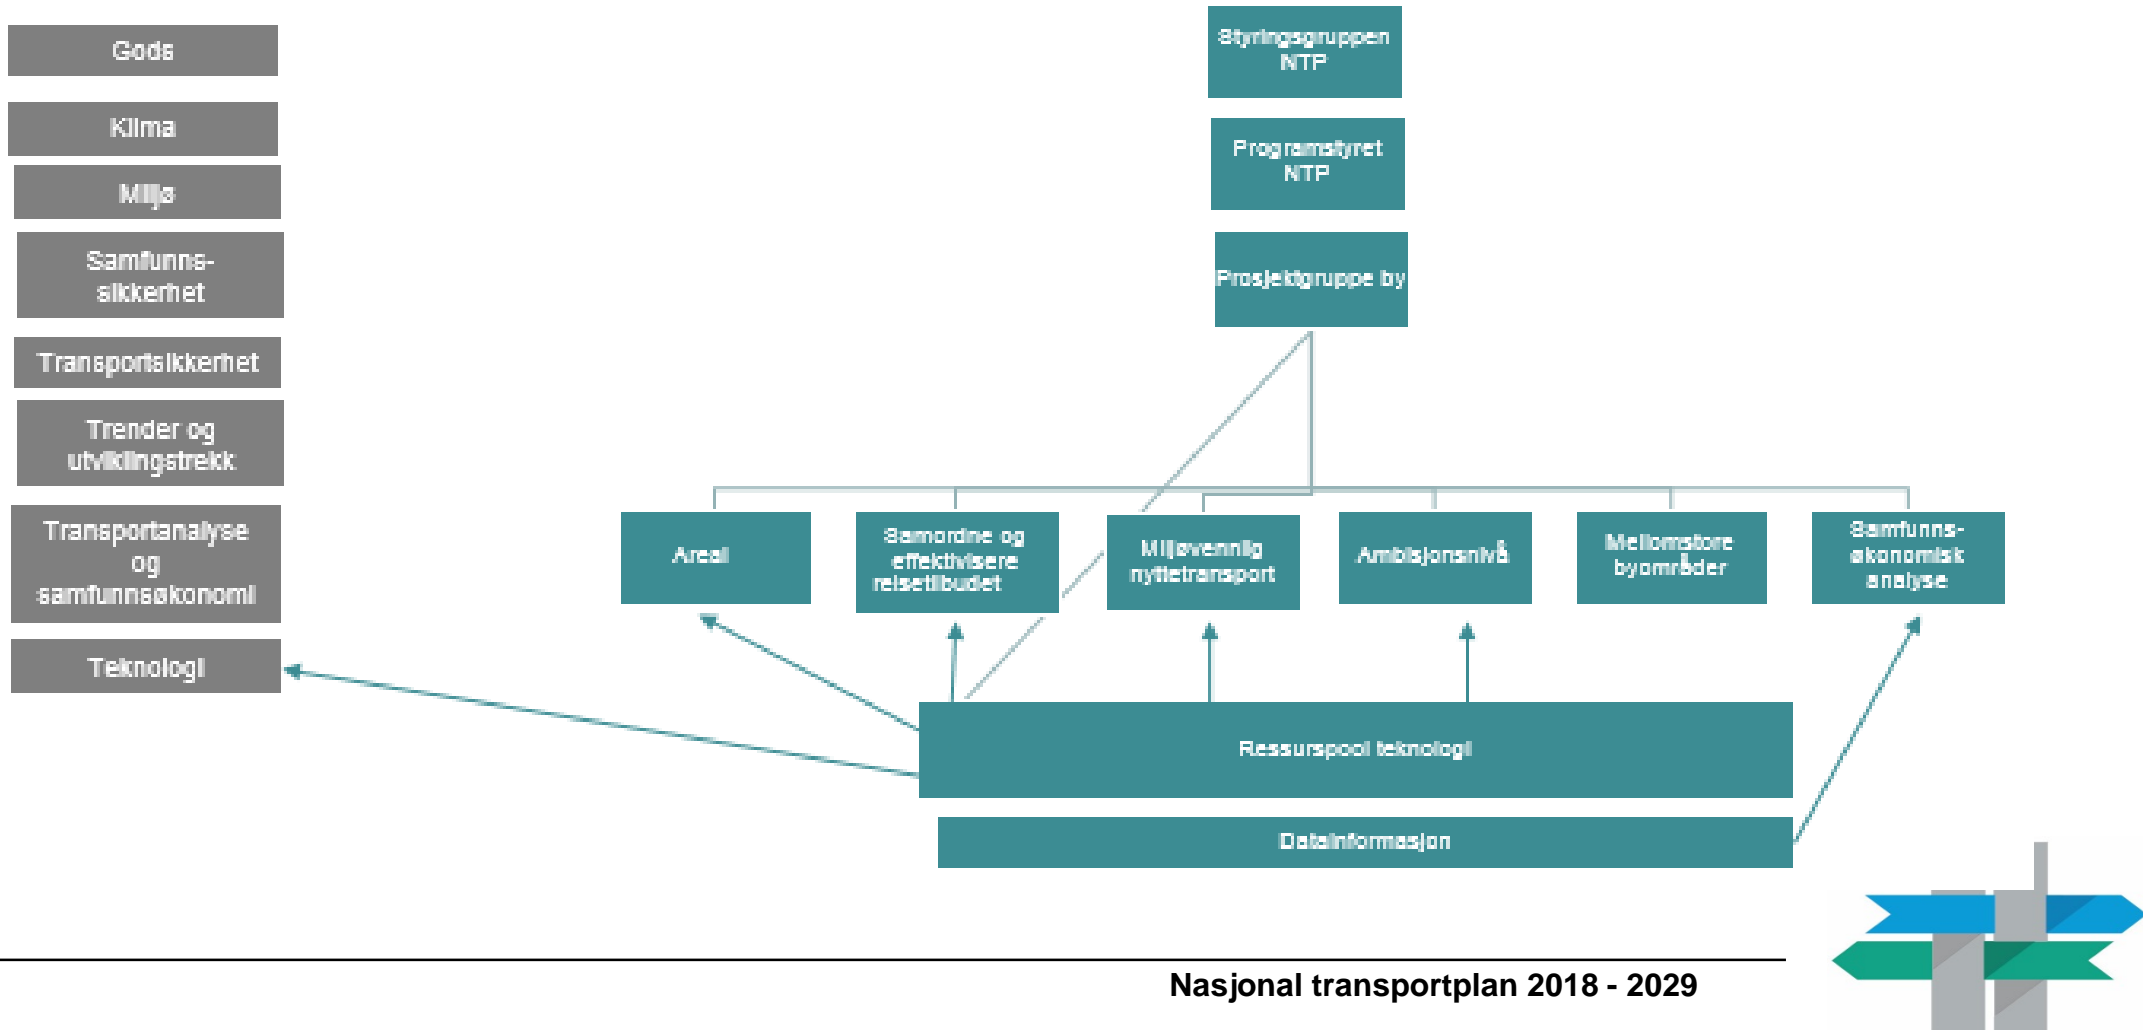 Gods
Klima
Miljø
Samfunns-
sikkerhet
Transportsikkerhet
Trender og
utviklingstrekk
Transportanalyse
og
samfunnsøkonomi
Teknologi
Styringsgruppen
NTP
Programstyret
NTP
Prosjektgruppe by
Areal
Samordne og
effektivisere
reisetilbudet
Miljøvennlig
nyttetransport
Ambisjonsnivå
Mellomstore
byområder
Samfunns-
økonomisk
analyse
Ressurspool teknologi
Datainformasjon
Nasjonal transportplan 2018 - 2029